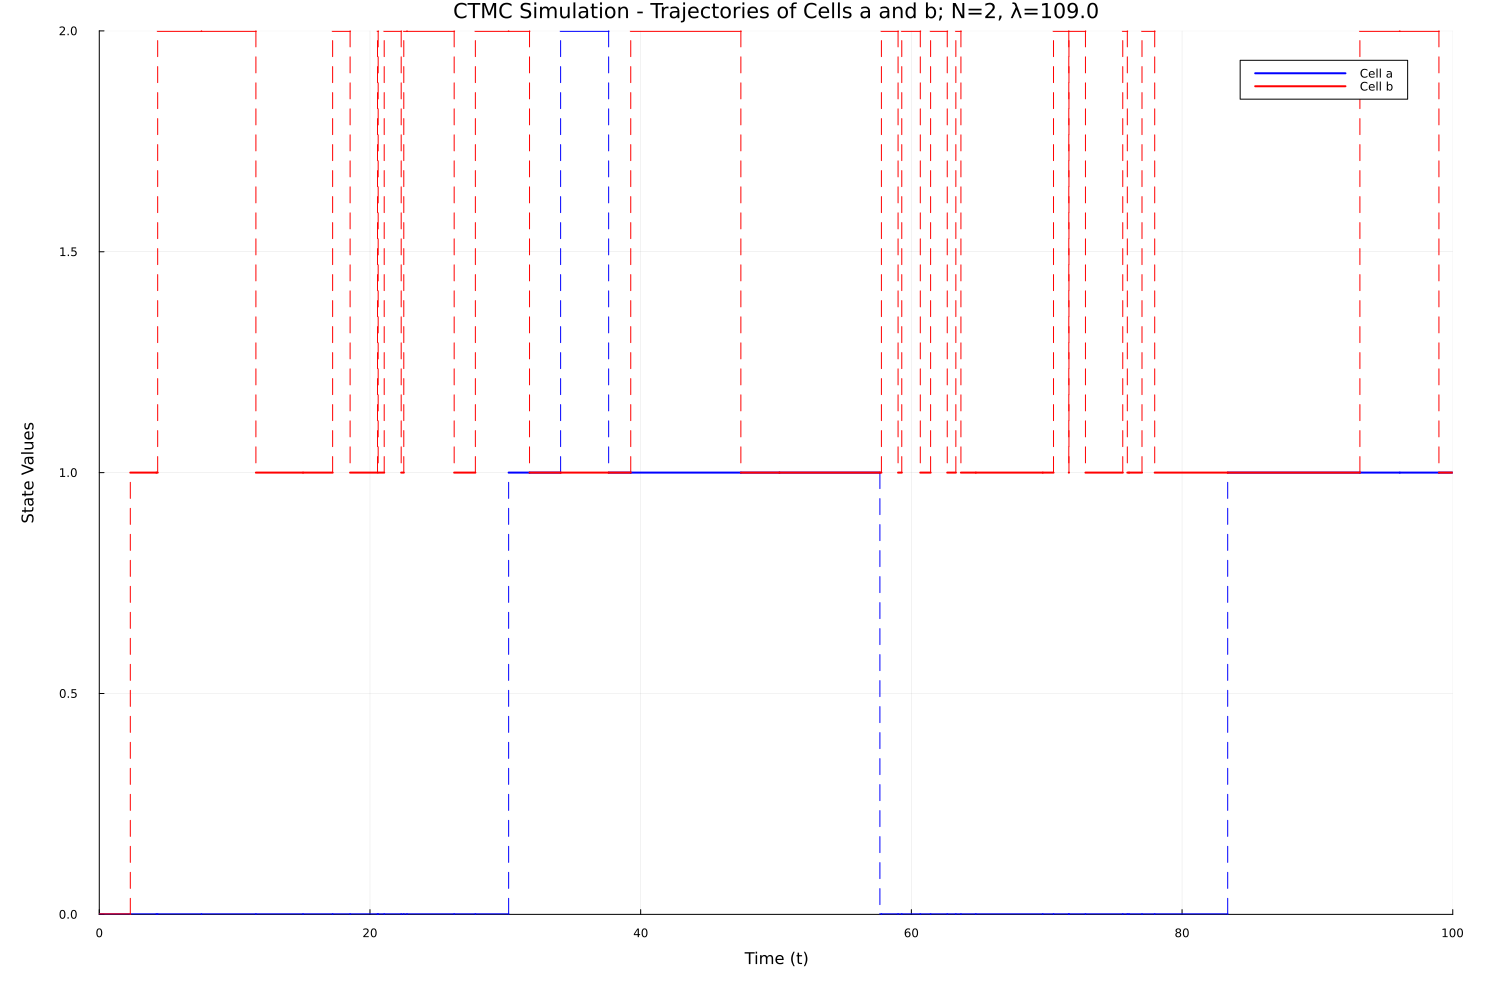 CTMC Simulation - Trajectories of Cells a and b; N=2, λ=109.0
2.0
Cell a
Cell b
1.5
1.0
State Values
0.5
0.0
0 20 40 60 80 100
Time (t)